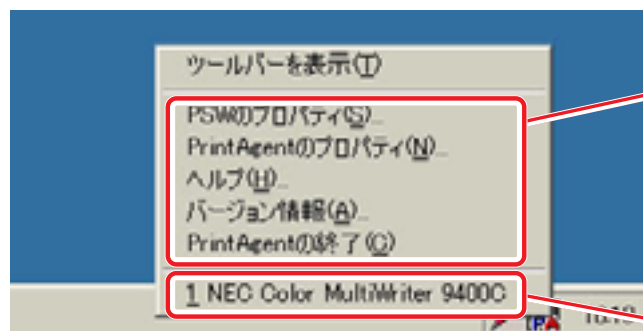 ツールバーを表示(T)
PSWのプロパティ(S)...
PrintAgentのプロパティ(N)...
ヘルプ(H)...
バージョン情報(A)...
PrintAgentの終了(C)
1 NEC Color MultiWriter 9400C
PA